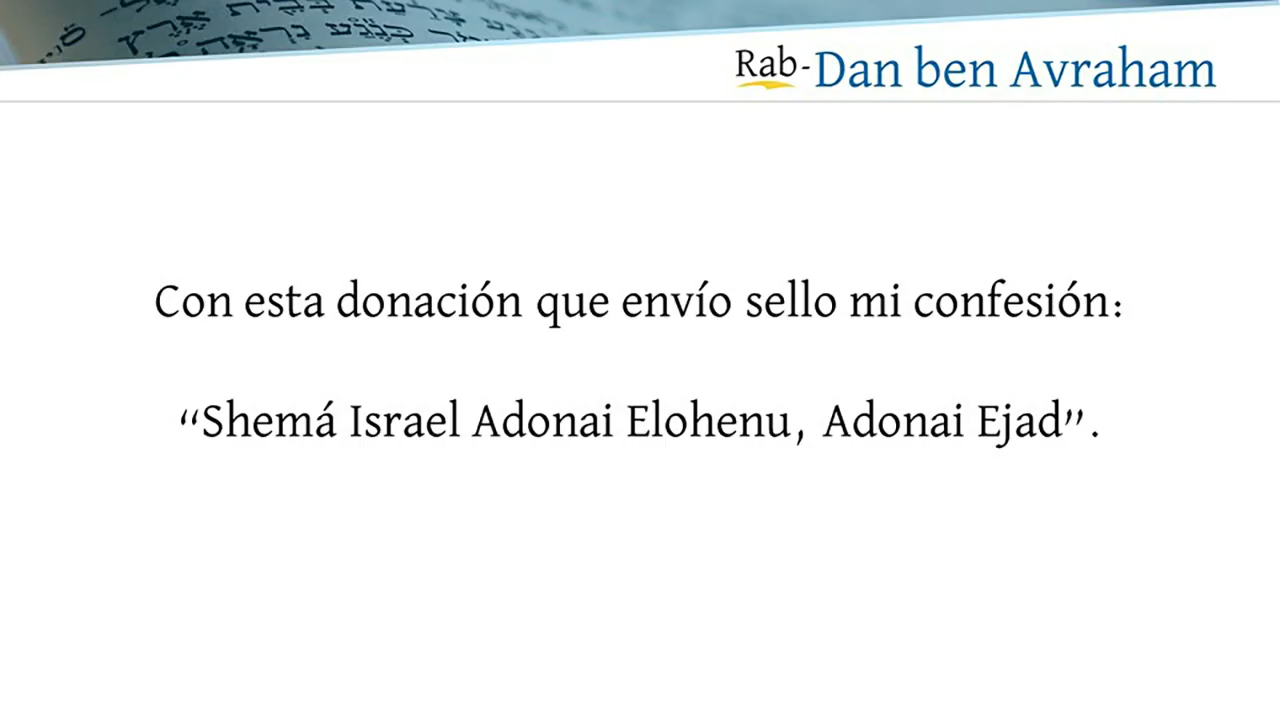 Rab-Dan ben Avraham
Con esta donación que envío sello mi confesión:
“Shemá Israel Adonai Elohenu, Adonai Ejad”.